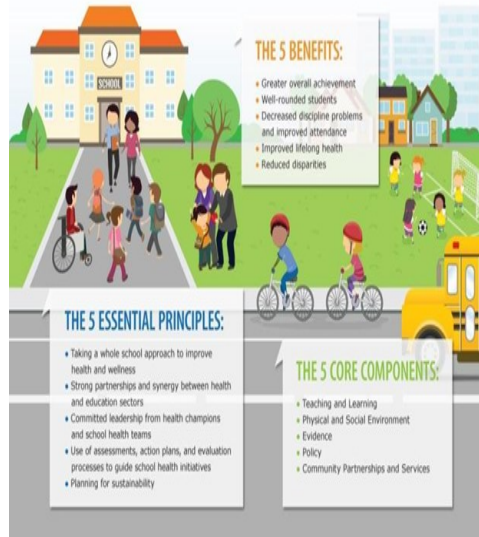 SCHOOL
THE 5 BENEFITS:
• Greater overall achievement
• Well-rounded students
• Decreased discipline problems
and improved attendance
• Improved lifelong health
• Reduced disparities
THE 5 ESSENTIAL PRINCIPLES:
• Taking a whole school approach to improve
health and wellness
• Strong partnerships and synergy between health
and education sectors
• Committed leadership from health champions
and school health teams
• Use of assessments, action plans, and evaluation
processes to guide school health initiatives
• Planning for sustainability
THE 5 CORE COMPONENTS:
• Teaching and Learning
• Physical and Social Environment
• Evidence
• Policy
• Community Partnerships and Services